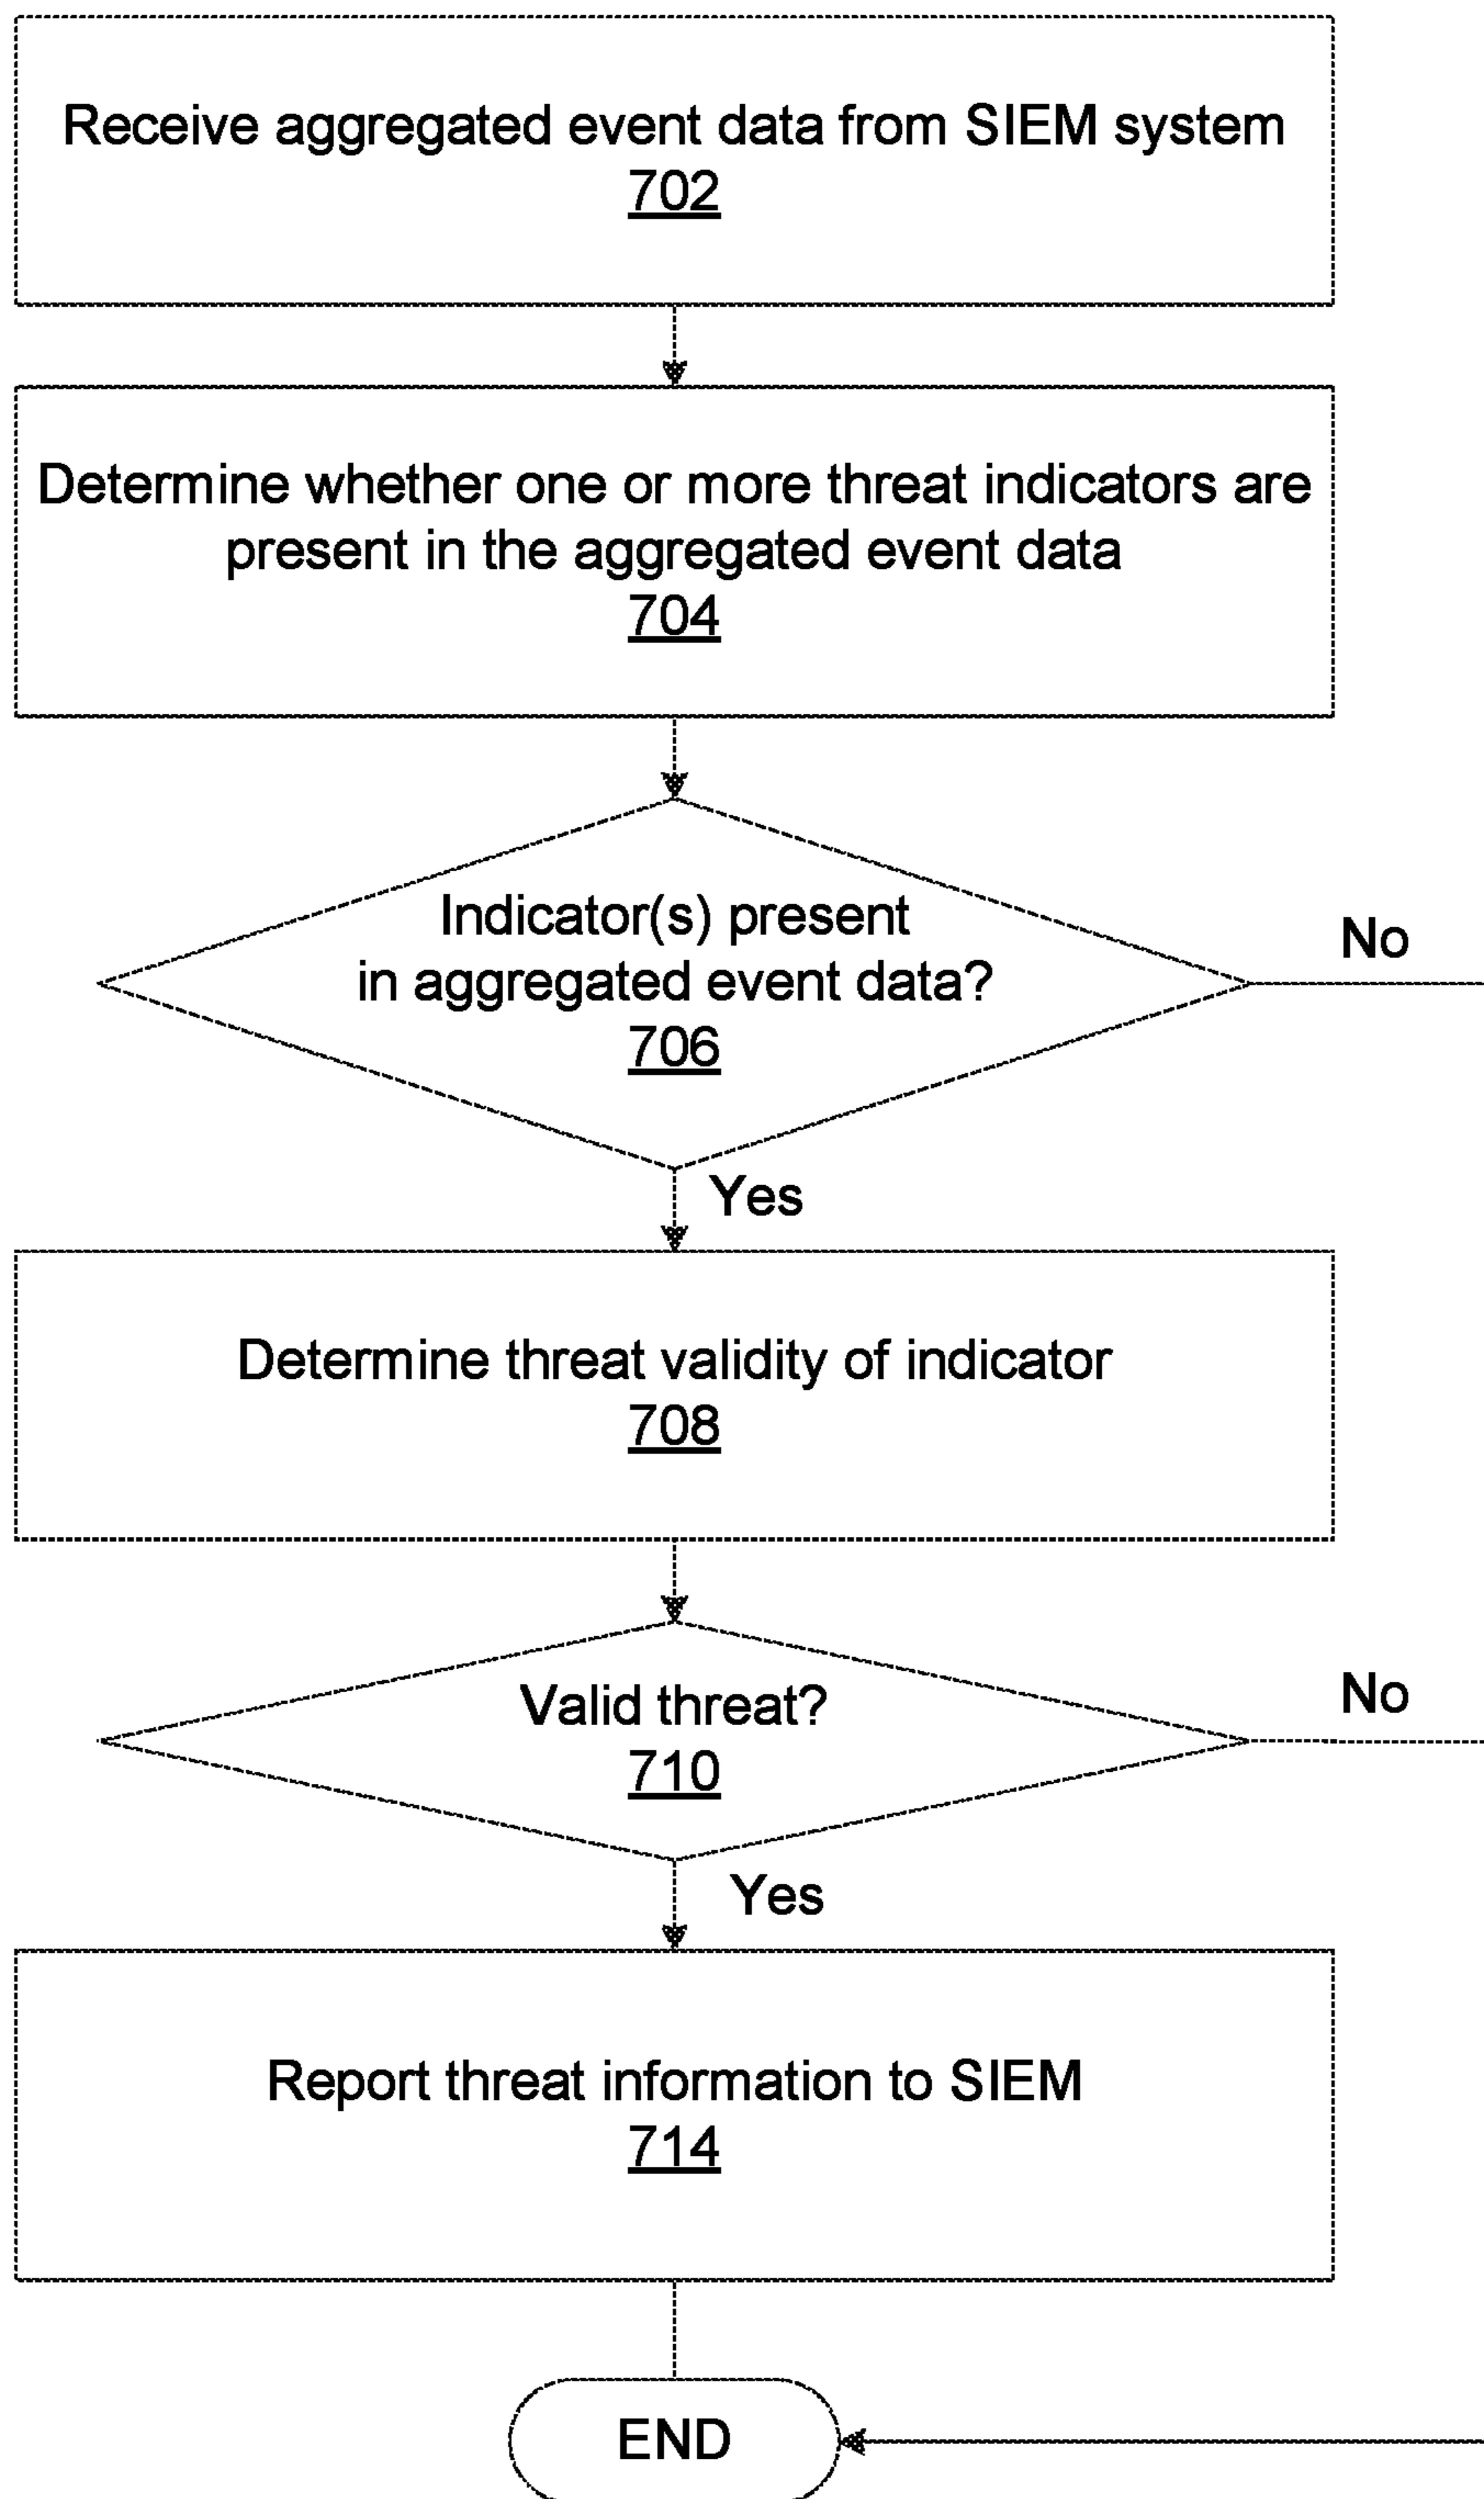 Receive aggregated event data from SIEM system
702
Determine whether one or more threat indicators are
present in the aggregated event data
704
Indicator(s) present
in aggregated event data?
706
No
Yes
Determine threat validity of indicator
708
Valid threat?
710
No
Yes
Report threat information to SIEM
714
END